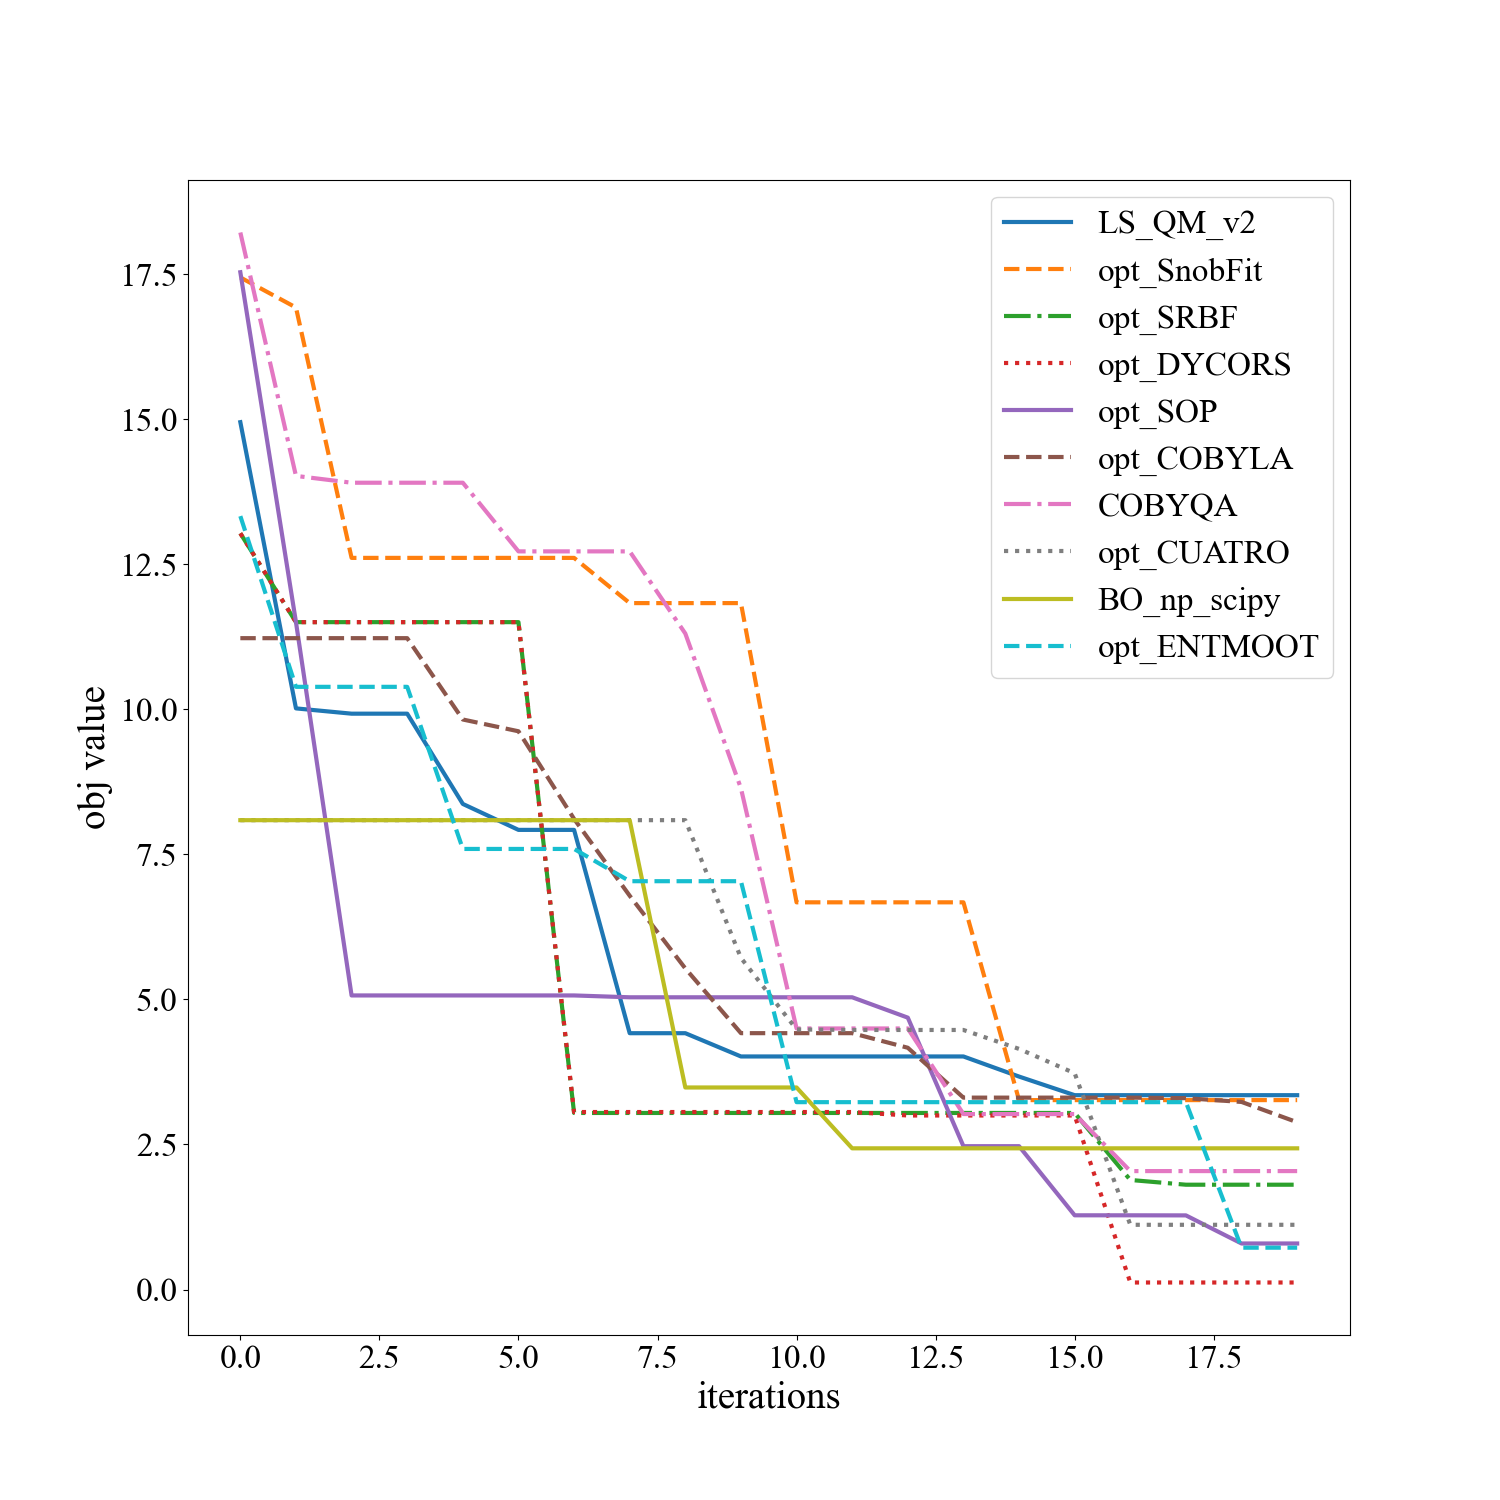 17.5
15.0
12.5
10.0
7.5
5.0
2.5
0.0
obj value
0.0 2.5 5.0 7.5 10.0 12.5 15.0 17.5
iterations
LS_QM_v2
opt_SnobFit
opt_SRBF
opt_DYCORS
opt_SOP
opt_COBYLA
COBYQA
opt_CUATRO
BO_np_scipy
opt_ENTMOOT